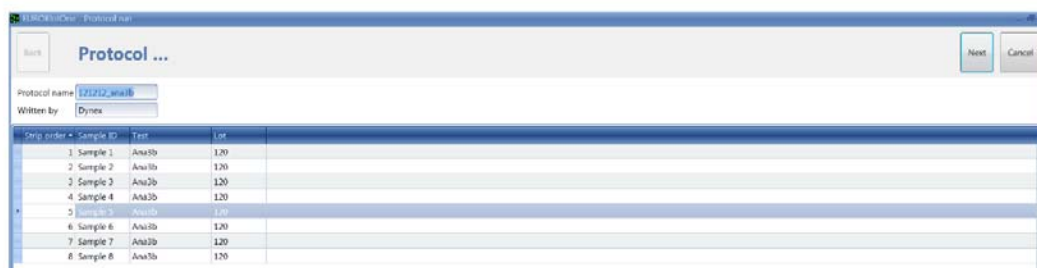 EUROBlotOne - Protocol run
Back
Protocol ...
Next
Cancel
Protocol name 121212_ana3b
Written by Dynex
Strip order Sample ID Test Lot
1 Sample 1 Ana3b 120
2 Sample 2 Ana3b 120
3 Sample 3 Ana3b 120
4 Sample 4 Ana3b 120
5 Sample 5 Ana3b 120
6 Sample 6 Ana3b 120
7 Sample 7 Ana3b 120
8 Sample 8 Ana3b 120